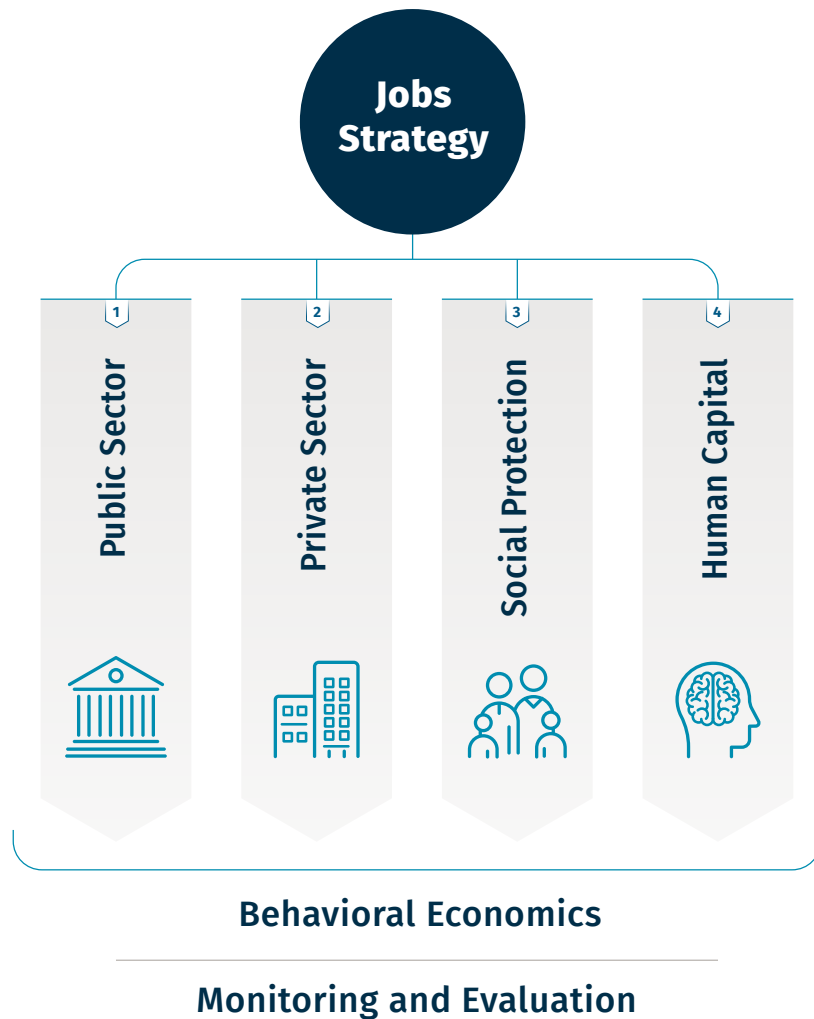 Jobs
Strategy
1
2
3
4
Public Sector
Private Sector
Social Protection
Human Capital
Behavioral Economics
Monitoring and Evaluation